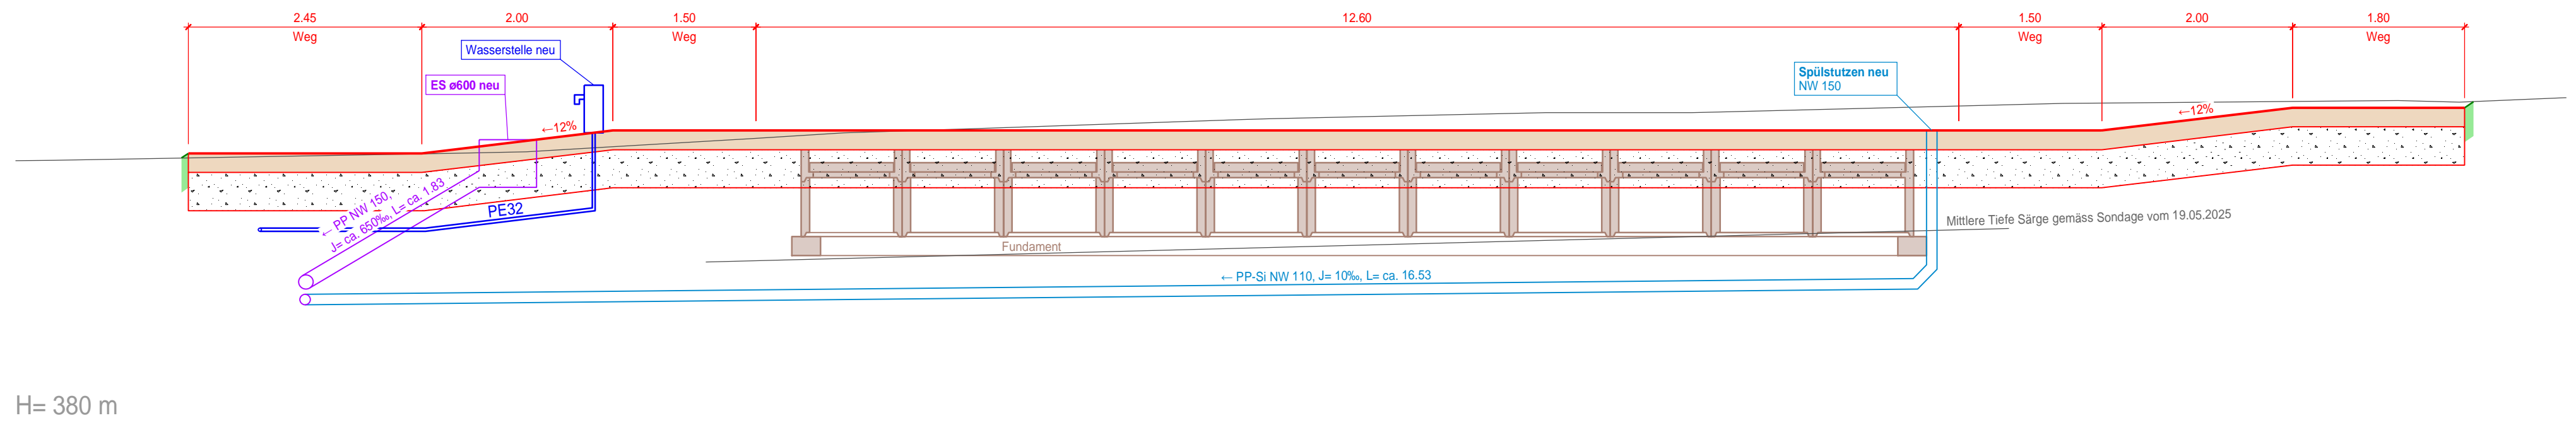 2.45
2.00
1.50
12.60
1.50
2.00
1.80
Weg
Weg
Weg
Weg
Wasserstelle neu
ES ø600 neu
Spülstutzen neu
NW 150
←12%
←12%
← PP NW 150,
J= ca. 650‰, L= ca. 1.83
PE32
Mittlere Tiefe Särge gemäss Sondage vom 19.05.2025
Fundament
← PP-Si NW 110, J= 10‰, L= ca. 16.53
H= 380 m